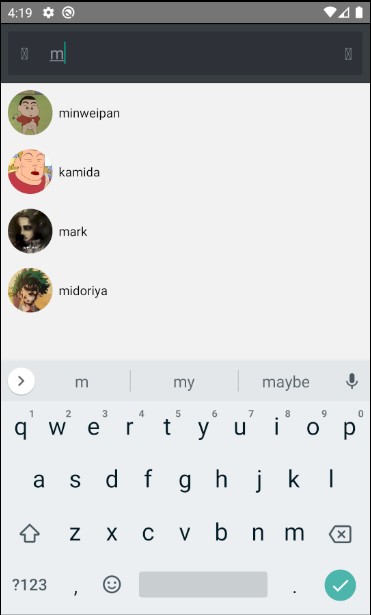 4:19
m
minweipan
kamida
mark
midoriya
m my maybe
1 2 3 4 5 6 7 8 9 0
q w e r t y u i o p
a s d f g h j k l
z x c v b n m
?123 , .